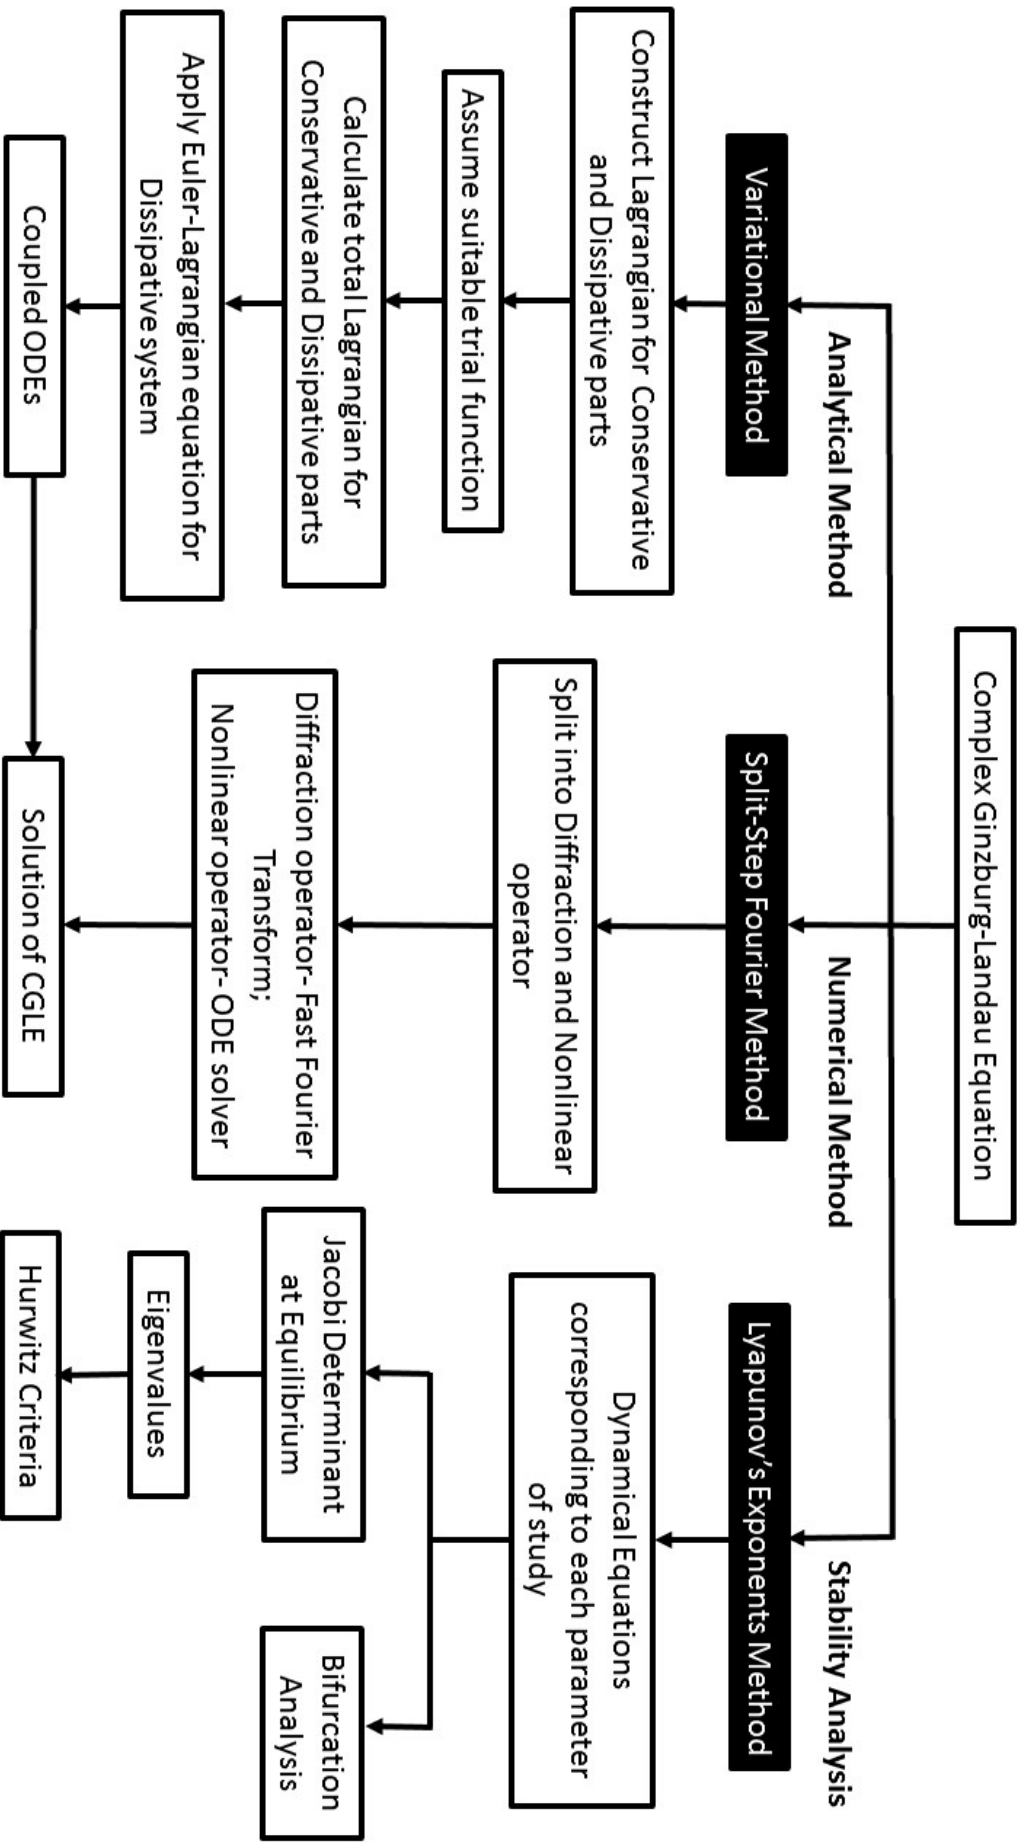 Complex Ginzburg-Landau Equation
Analytical Method
Numerical Method
Stability Analysis
Variational Method
Split-Step Fourier Method
Lyapunov's Exponents Method
Construct Lagrangian for Conservative
and Dissipative parts
Assume suitable trial function
Calculate total Lagrangian for
Conservative and Dissipative parts
Apply Euler-Lagrangian equation for
Dissipative system
Coupled ODEs
Split into Diffraction and Nonlinear
operator
Diffraction operator- Fast Fourier
Transform;
Nonlinear operator- ODE solver
Solution of CGLE
Dynamical Equations
corresponding to each parameter
of study
Jacobi Determinant
at Equilibrium
Eigenvalues
Hurwitz Criteria
Bifurcation
Analysis